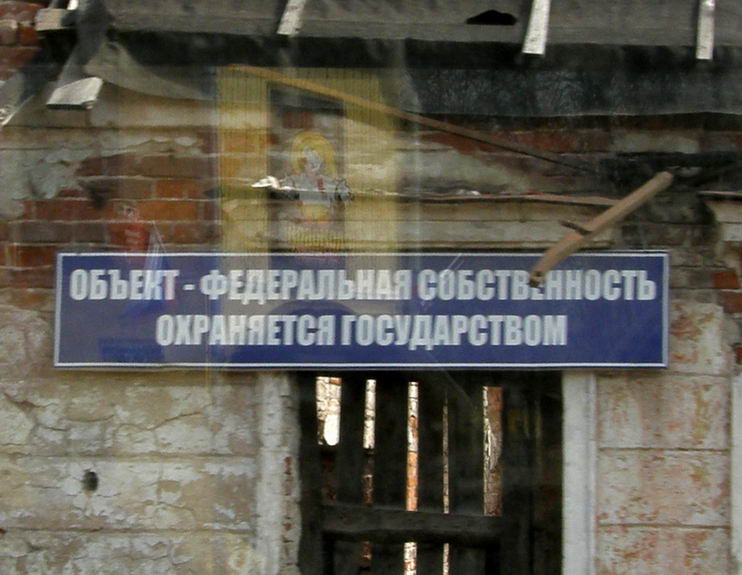 ОБЪЕКТ - ФЕДЕРАЛЬНАЯ СОБСТВЕННОСТЬ
ОХРАНЯЕТСЯ ГОСУДАРСТВОМ